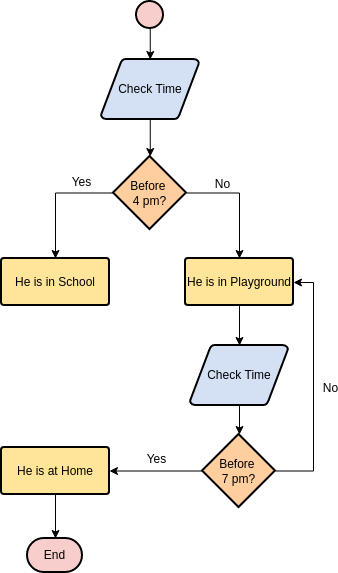 Check Time
Before
4 pm?
Yes
No
He is in School
He is in Playground
Check Time
No
Before
7 pm?
Yes
He is at Home
End